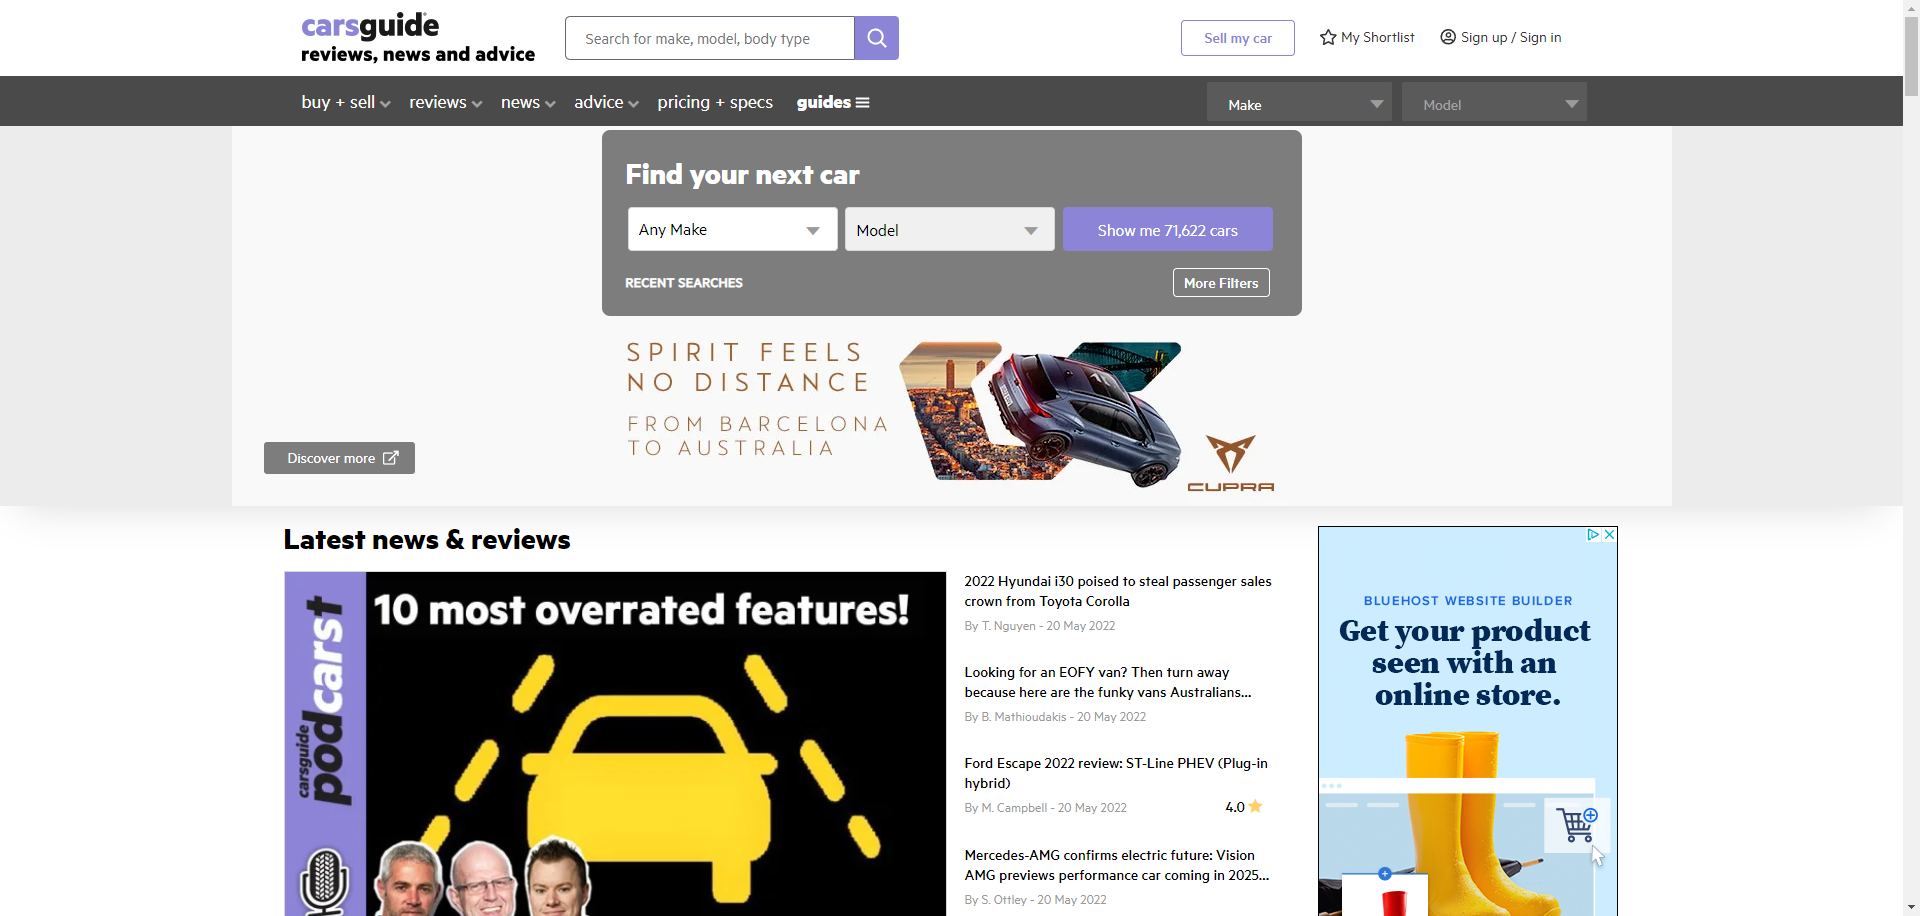 carsguide
reviews, news and advice
Search for make, model, body type
Sell my car
My Shortlist
Sign up / Sign in
buy + sell
reviews
news
advice
pricing + specs
guides
Make
Model
Find your next car
Any Make
Model
Show me 71,622 cars
RECENT SEARCHES
More Filters
SPIRIT FEELS
NO DISTANCE
FROM BARCELONA
TO AUSTRALIA
CUPRA
Discover more
Latest news & reviews
carsguide
podcarst
10 most overrated features!
2022 Hyundai i30 poised to steal passenger sales
crown from Toyota Corolla
By T. Nguyen - 20 May 2022
Looking for an EOFY van? Then turn away
because here are the funky vans Australians...
By B. Mathioudakis - 20 May 2022
Ford Escape 2022 review: ST-Line PHEV (Plug-in
hybrid)
By M. Campbell - 20 May 2022
4.0
Mercedes-AMG confirms electric future: Vision
AMG previews performance car coming in 2025...
By S. Ottley - 20 May 2022
BLUEHOST WEBSITE BUILDER
Get your product
seen with an
online store.